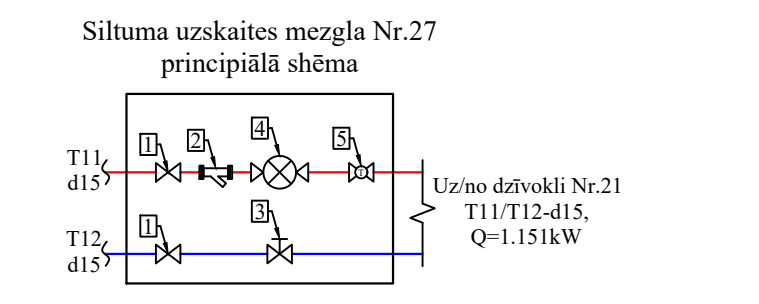 Siltuma uzskaites mezgla Nr.27
principiālā shēma
1
2
4
5
T11
d15
T
Uz/no dzīvokli Nr.21
T11/T12-d15,
Q=1.151kW
1
3
T12
d15